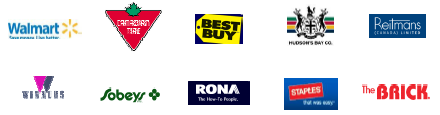 Walmart
Save money. Live better.
CANADIAN
TIRE
BEST
BUY
HUDSON'S BAY CO.
Reitmans
(CANADA) LIMITED
WINNERS
Sobeys
RONA
The How-To People.
STAPLES
that was easy.
The BRICK